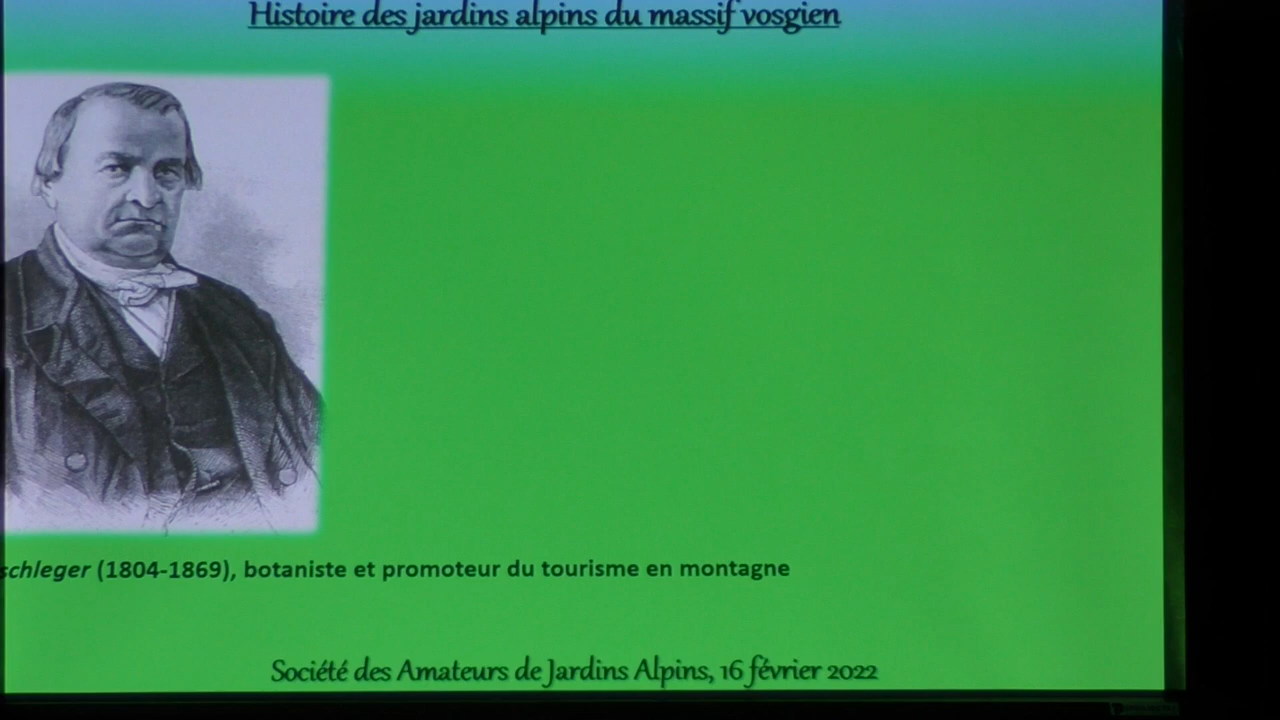 Histoire des jardins alpins du massif vosgien
schleger (1804-1869), botaniste et promoteur du tourisme en montagne
Société des Amateurs de Jardins Alpins, 16 février 2022